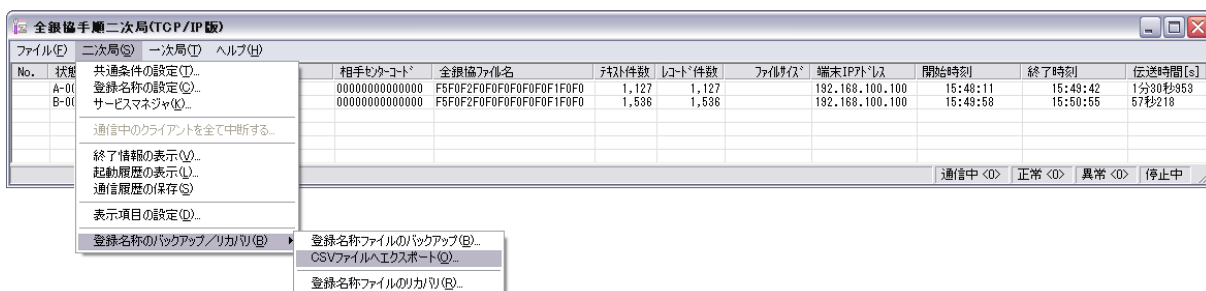 全銀協手順二次局(TCP/IP版)
ファイル(F) 二次局(S) 一次局(T) ヘルプ(H)
No. 状態 相手センターコード 全銀協ファイル名 テキスト件数 レコード件数 ファイルサイズ 端末IPアドレス 開始時刻 終了時刻 伝送時間[s]
A-0 00000000000000 F5F0F2F0F0F0F0F0F0F1F0F0 1,127 1,127 192.168.100.100 15:48:11 15:49:42 1分30秒953
B-0 00000000000000 F5F0F2F0F0F0F0F0F0F1F0F0 1,536 1,536 192.168.100.100 15:49:58 15:50:55 57秒218
共通条件の設定(T)...
登録名称の設定(C)...
サービスマネジャ(K)...
通信中のクライアントを全て中断する...
終了情報の表示(V)...
起動履歴の表示(L)...
通信履歴の保存(S)
表示項目の設定(D)...
登録名称のバックアップ/リカバリ(B)
通信中<0> 正常<0> 異常<0> 停止中
登録名称ファイルのバックアップ(B)...
CSVファイルへエクスポート(O)...
登録名称ファイルのリカバリ(R)...